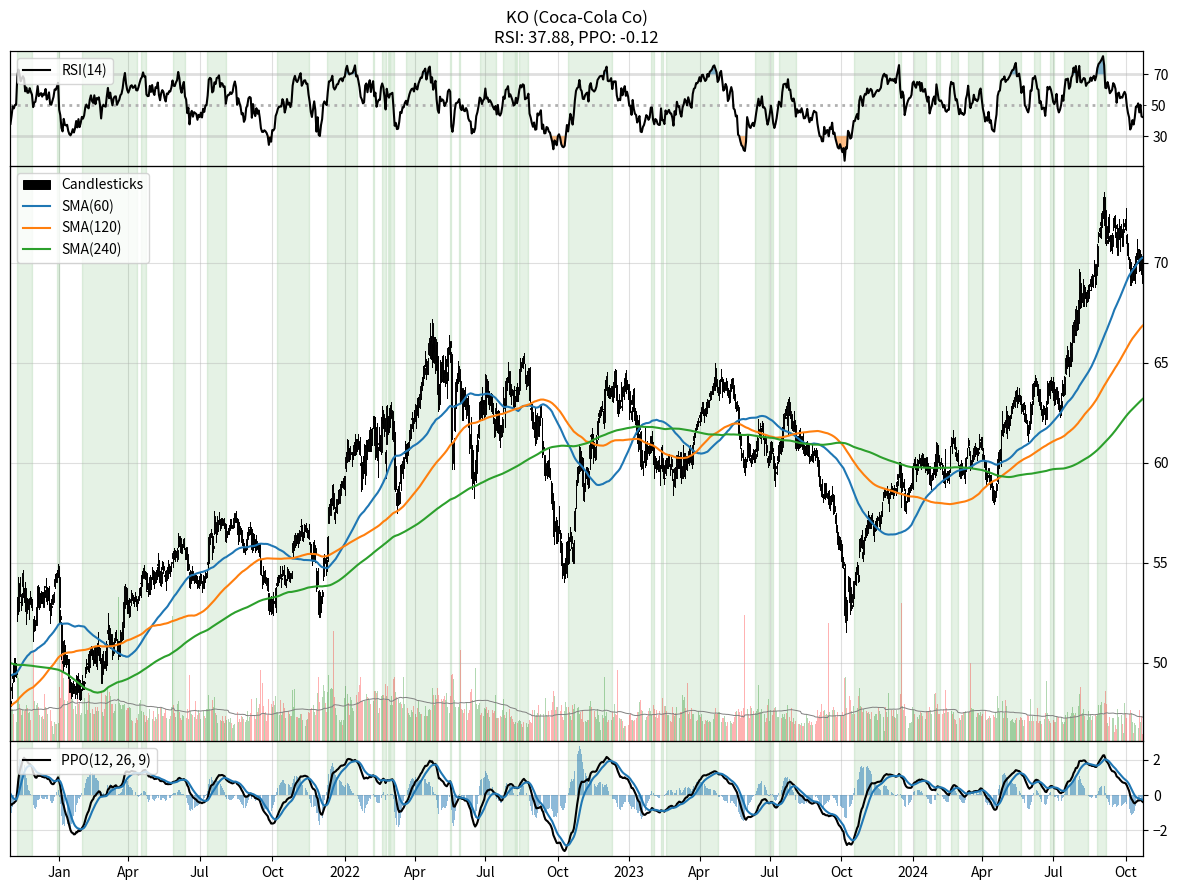 KO (Coca-Cola Co)
RSI: 37.88, PPO: -0.12
RSI(14)
70
50
30
Candlesticks
SMA(60)
SMA(120)
SMA(240)
70
65
60
55
50
PPO(12, 26, 9)
2
0
−2
Jan Apr Jul Oct 2022 Apr Jul Oct 2023 Apr Jul Oct 2024 Apr Jul Oct